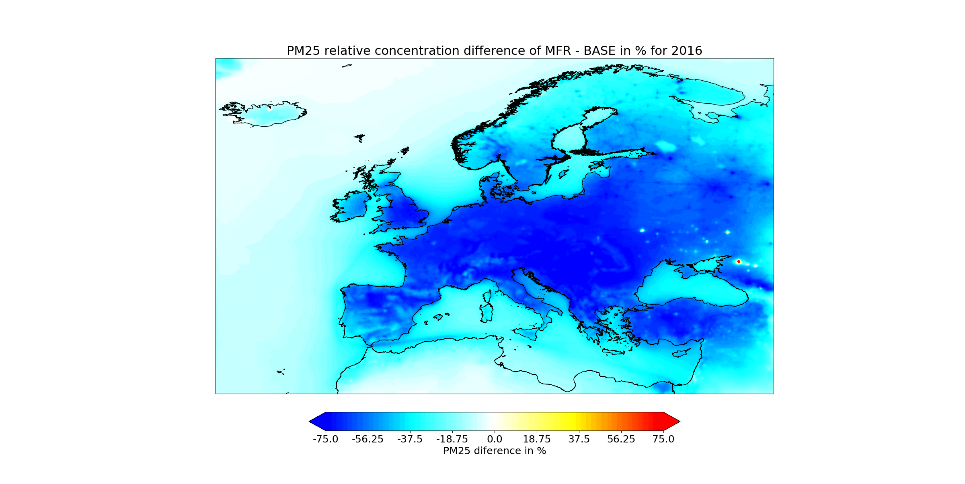 PM25 relative concentration difference of MFR - BASE in % for 2016
-75.0 -56.25 -37.5 -18.75 0.0 18.75 37.5 56.25 75.0
PM25 diference in %